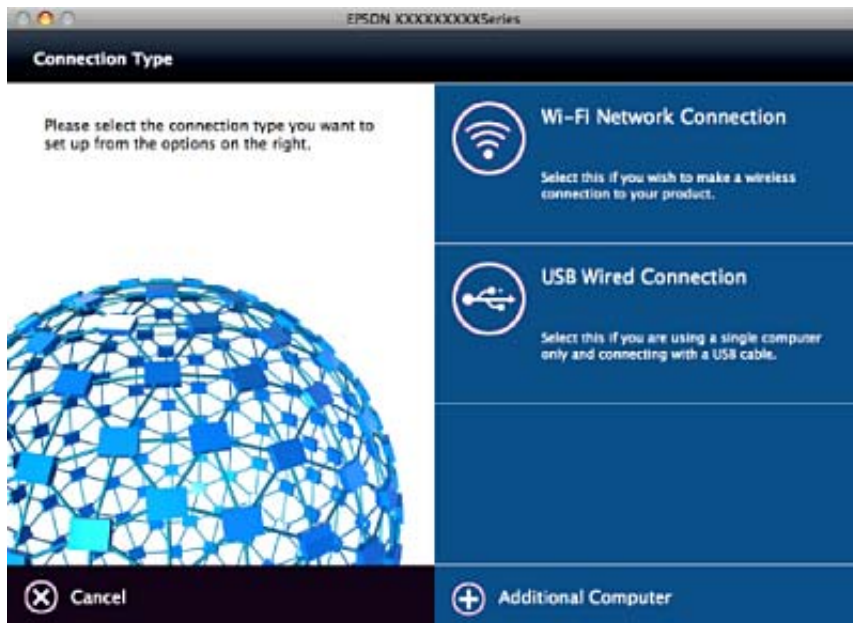 EPSON XXXXXXXXXSeries
Connection Type
Please select the connection type you want to
set up from the options on the right.
Wi-Fi Network Connection
Select this if you wish to make a wireless
connection to your product.
USB Wired Connection
Select this if you are using a single computer
only and connecting with a USB cable.
Cancel
Additional Computer